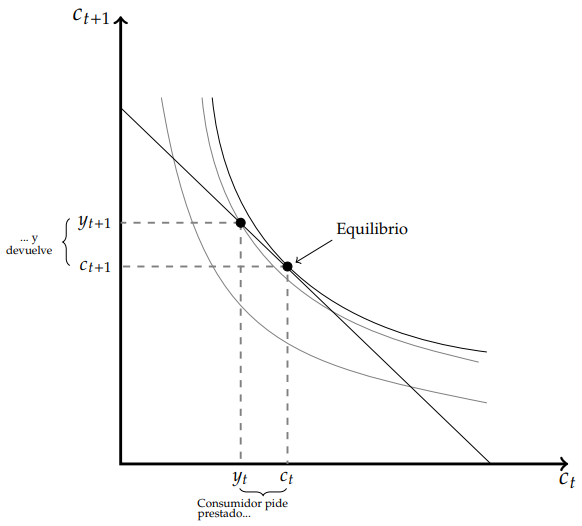 c_{t+1}
Equilibrio
... y
devuelve
y_{t+1}
c_{t+1}
y_t
c_t
c_t
Consumidor pide
prestado...